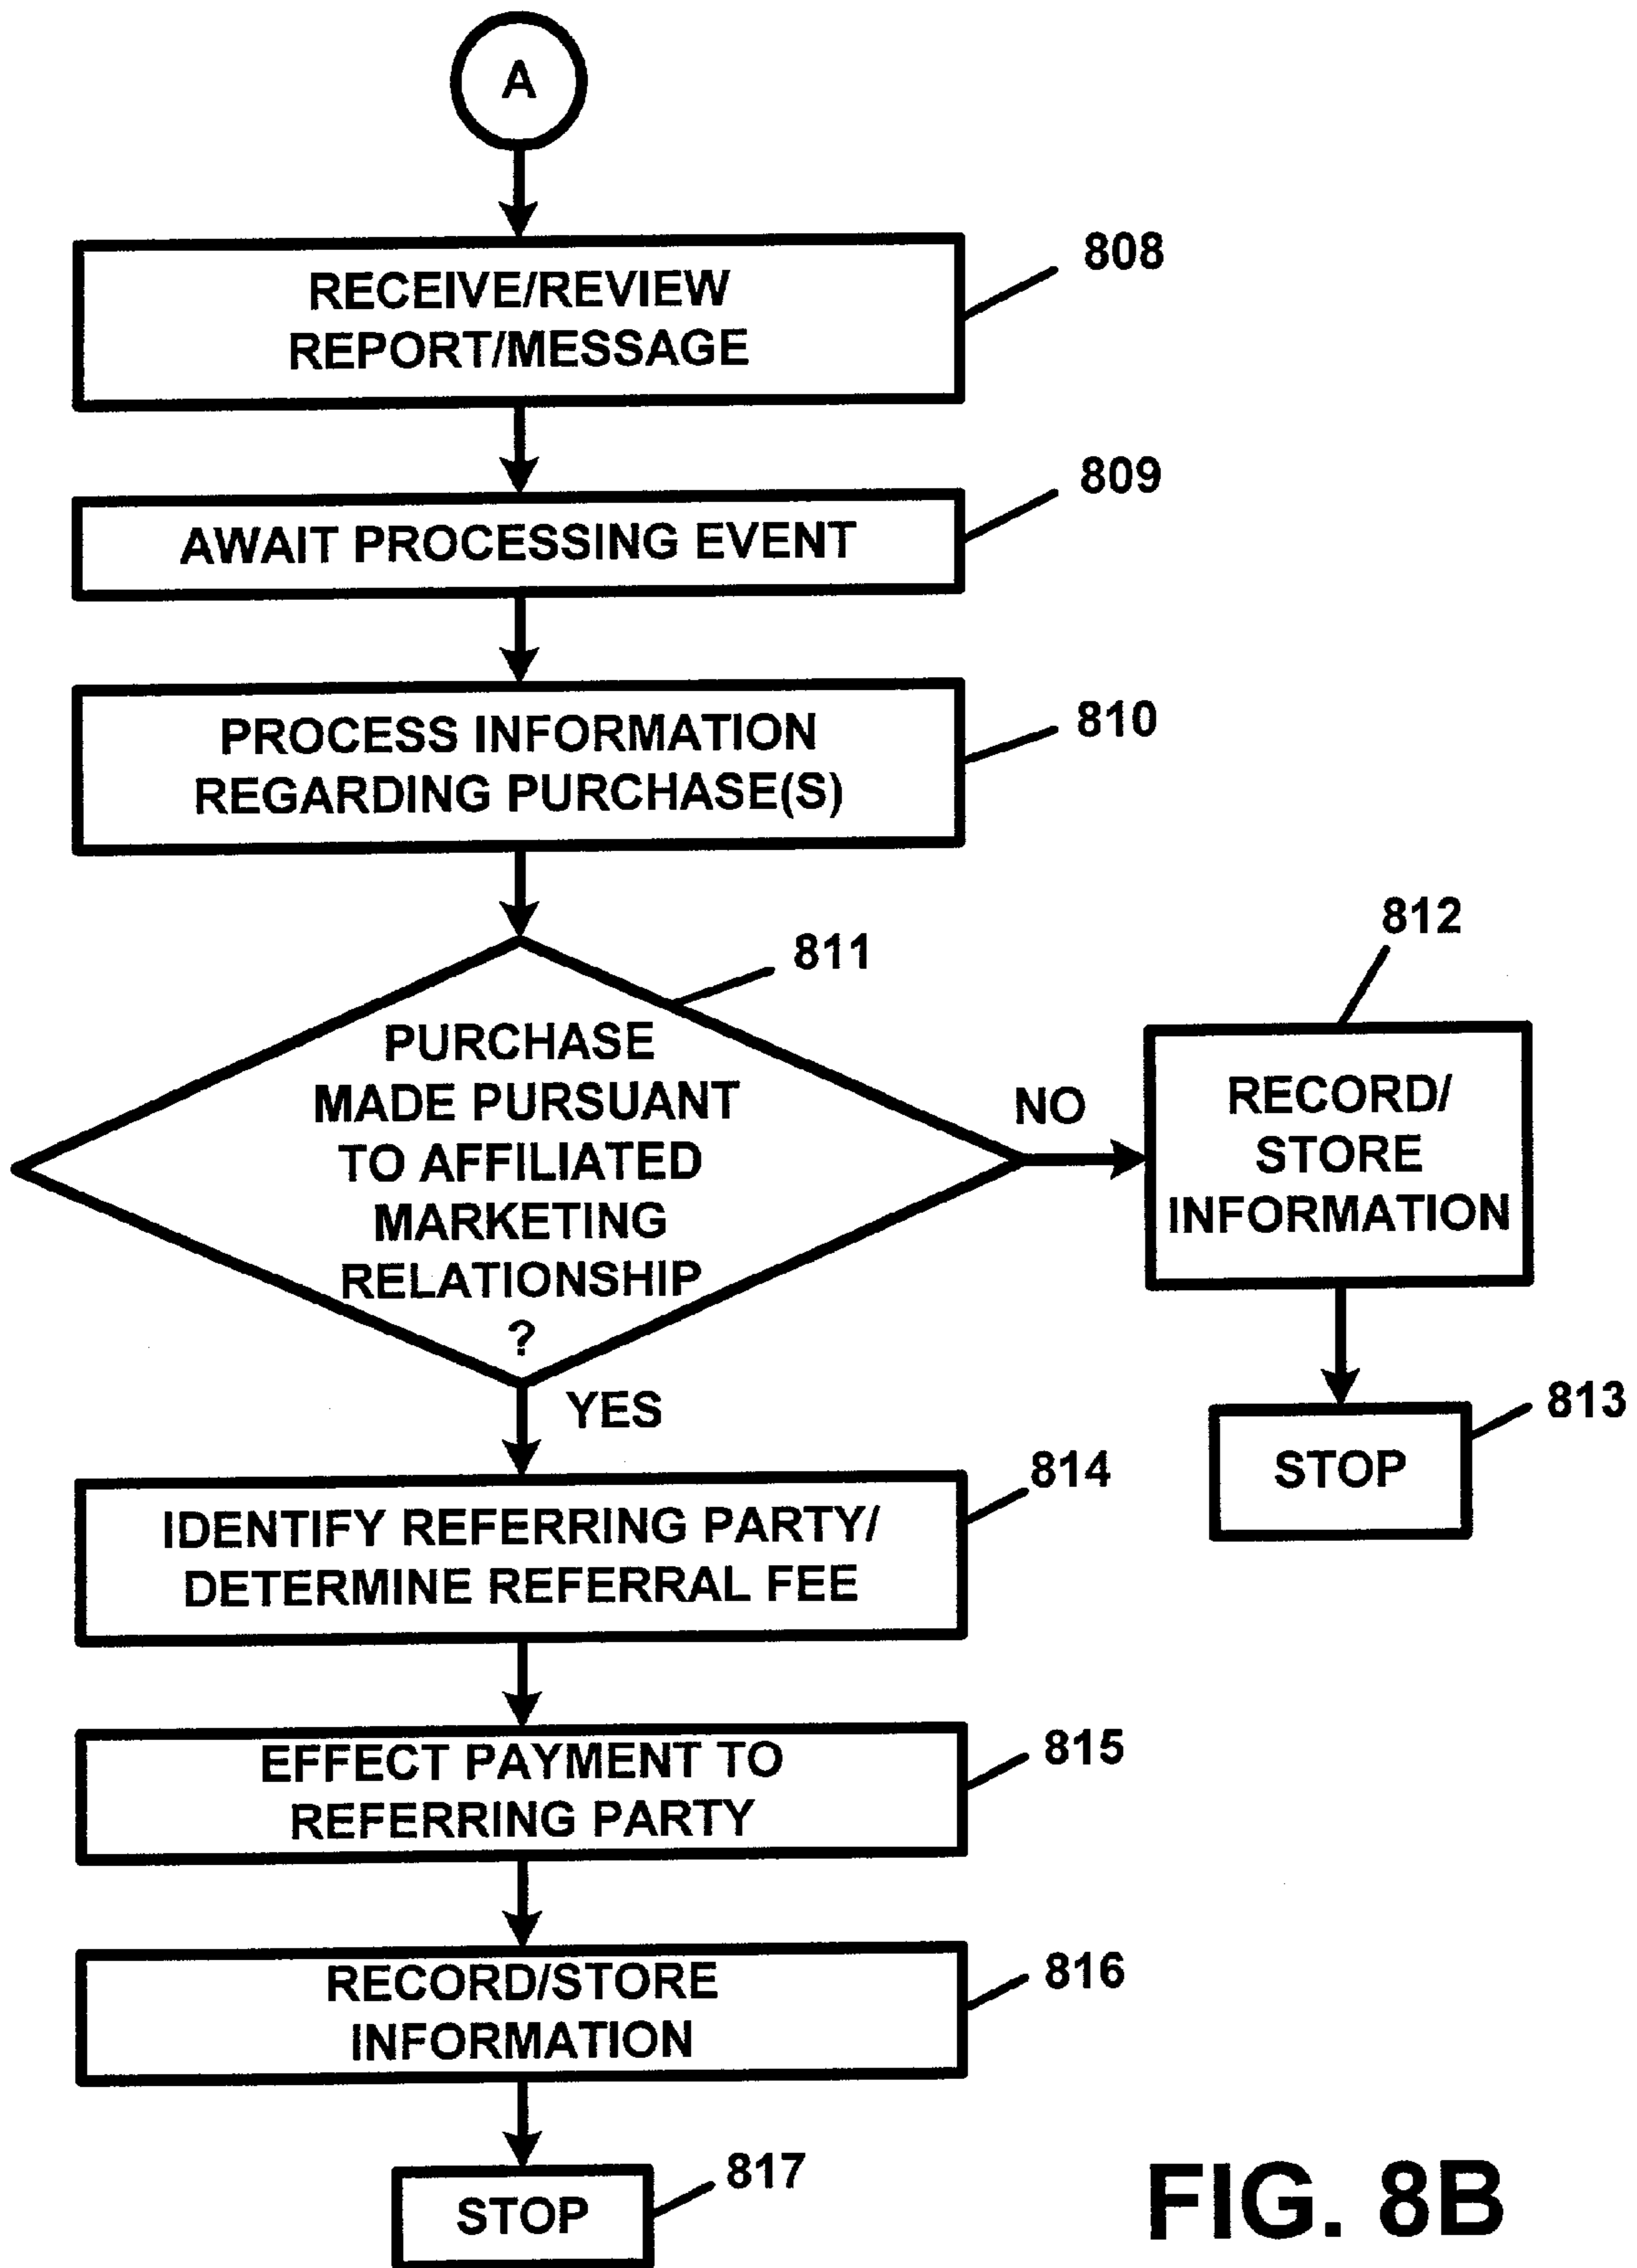 A
808
RECEIVE/REVIEW
REPORT/MESSAGE
809
AWAIT PROCESSING EVENT
810
PROCESS INFORMATION
REGARDING PURCHASE(S)
811
PURCHASE
MADE PURSUANT
TO AFFILIATED
MARKETING
RELATIONSHIP
?
NO
812
RECORD/
STORE
INFORMATION
813
STOP
YES
814
IDENTIFY REFERRING PARTY/
DETERMINE REFERRAL FEE
815
EFFECT PAYMENT TO
REFERRING PARTY
816
RECORD/STORE
INFORMATION
817
STOP
FIG. 8B